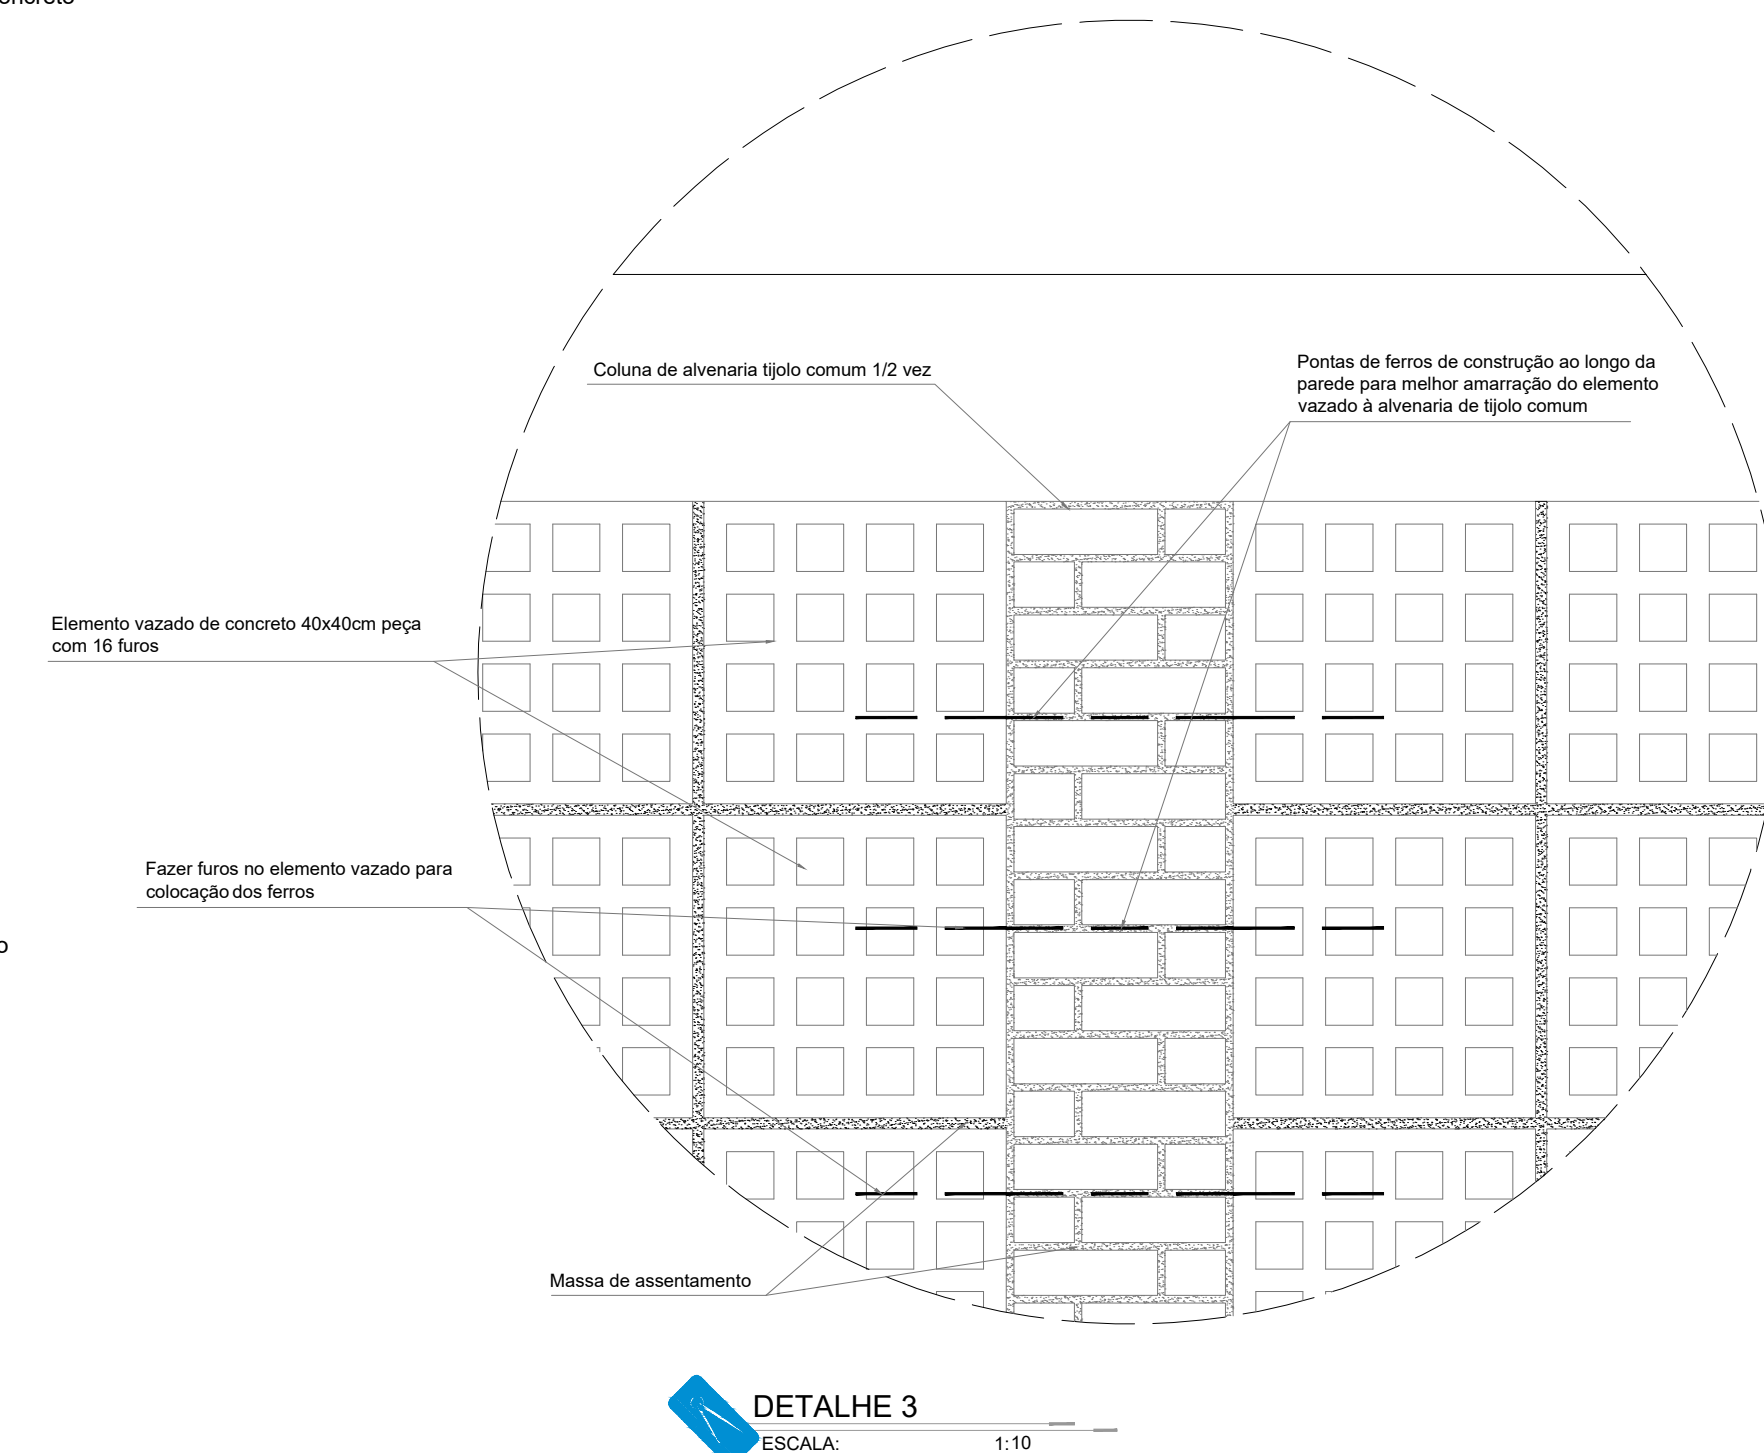 Coluna de alvenaria tijolo comum 1/2 vez
Pontas de ferros de construção ao longo da
parede para melhor amarração do elemento
vazado à alvenaria de tijolo comum
Elemento vazado de concreto 40x40cm peça
com 16 furos
Fazer furos no elemento vazado para
colocação dos ferros
Massa de assentamento
DETALHE 3
ESCALA: 1:10